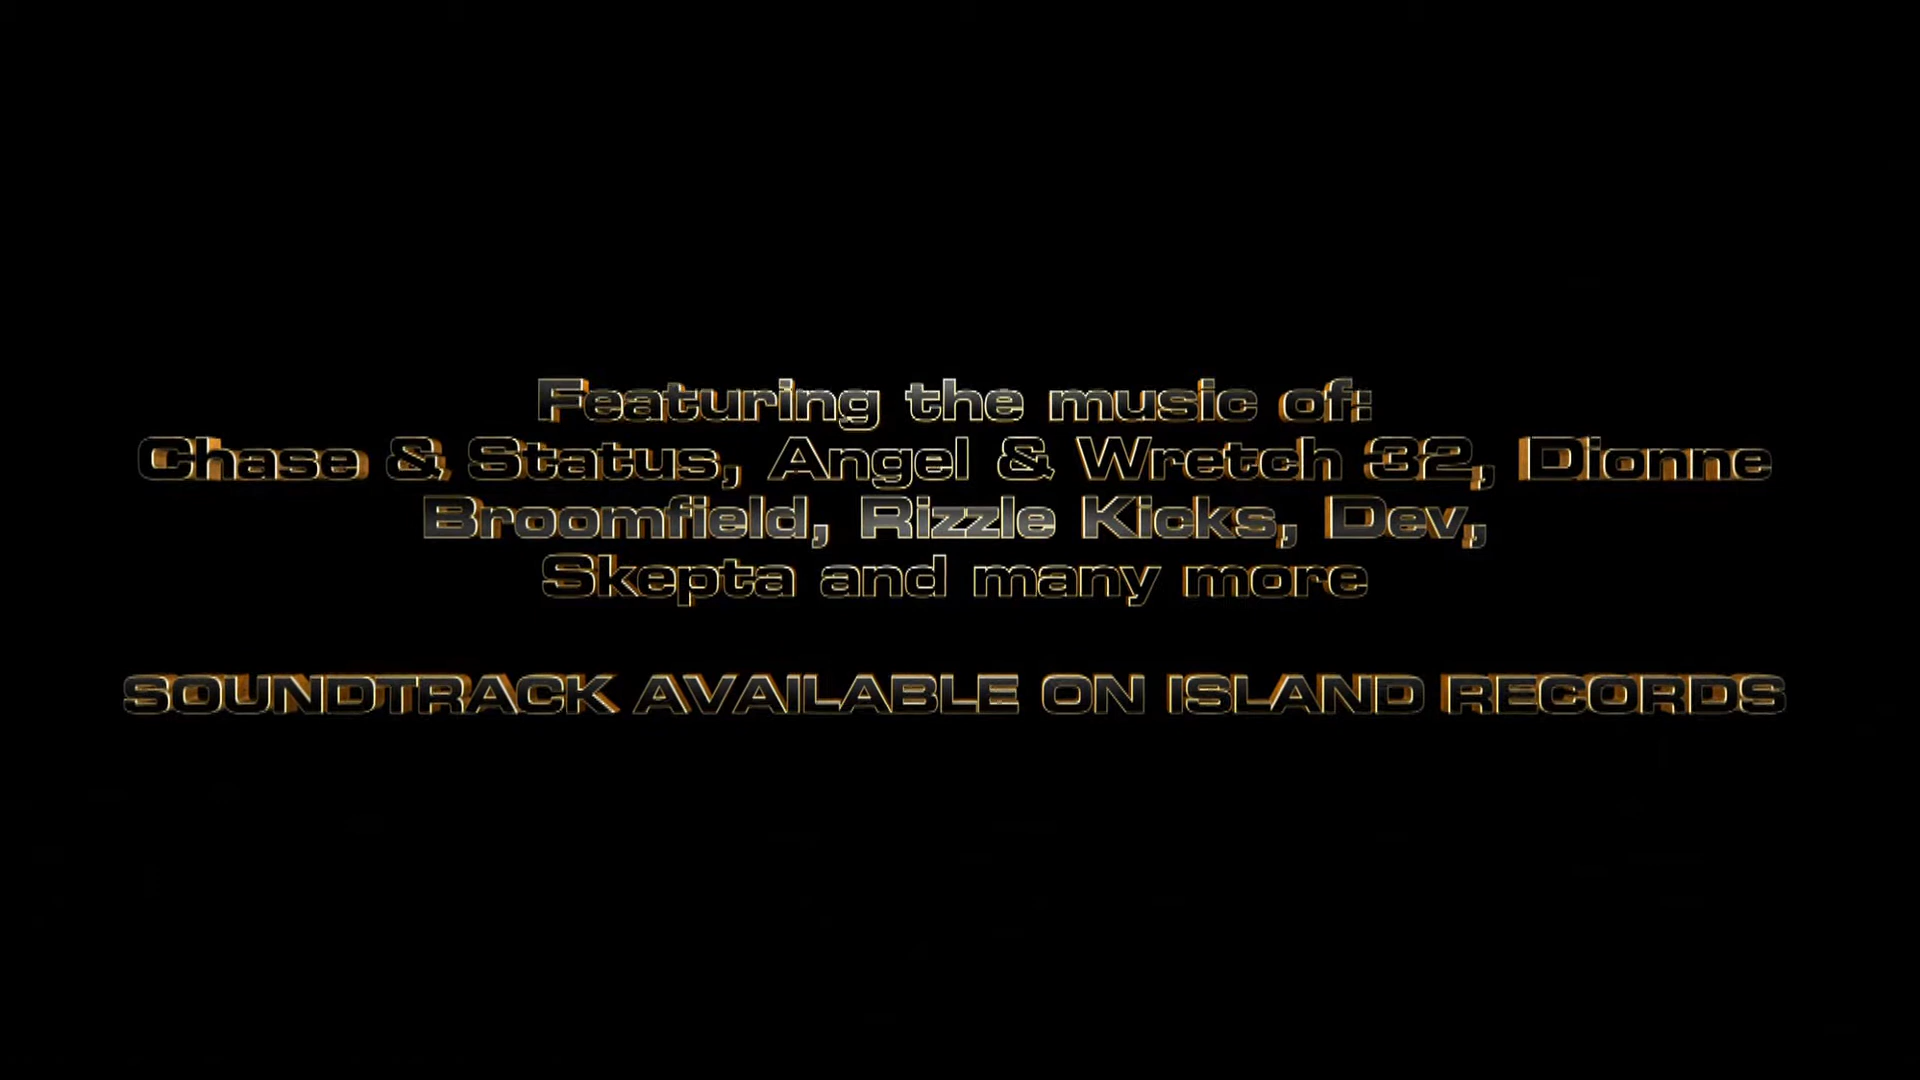 Featuring the music of:
Chase & Status, Angel & Wretch 32, Dionne
Broomfield, Rizzle Kicks, Dev,
Skepta and many more
SOUNDTRACK AVAILABLE ON ISLAND RECORDS